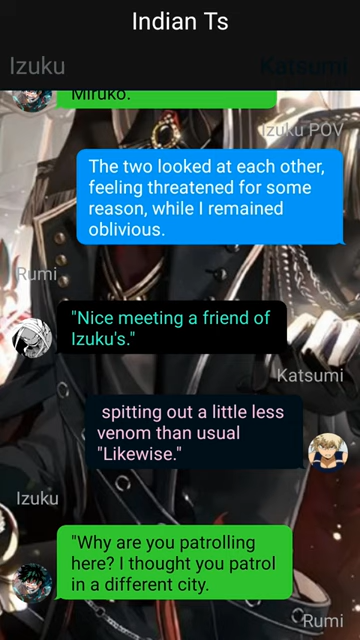 Indian Ts
Izuku
Katsumi
Miruko.
Izuku POV
The two looked at each other,
feeling threatened for some
reason, while I remained
oblivious.
Rumi
"Nice meeting a friend of
Izuku's."
Katsumi
spitting out a little less
venom than usual
"Likewise."
Izuku
"Why are you patrolling
here? I thought you patrol
in a different city.
Rumi